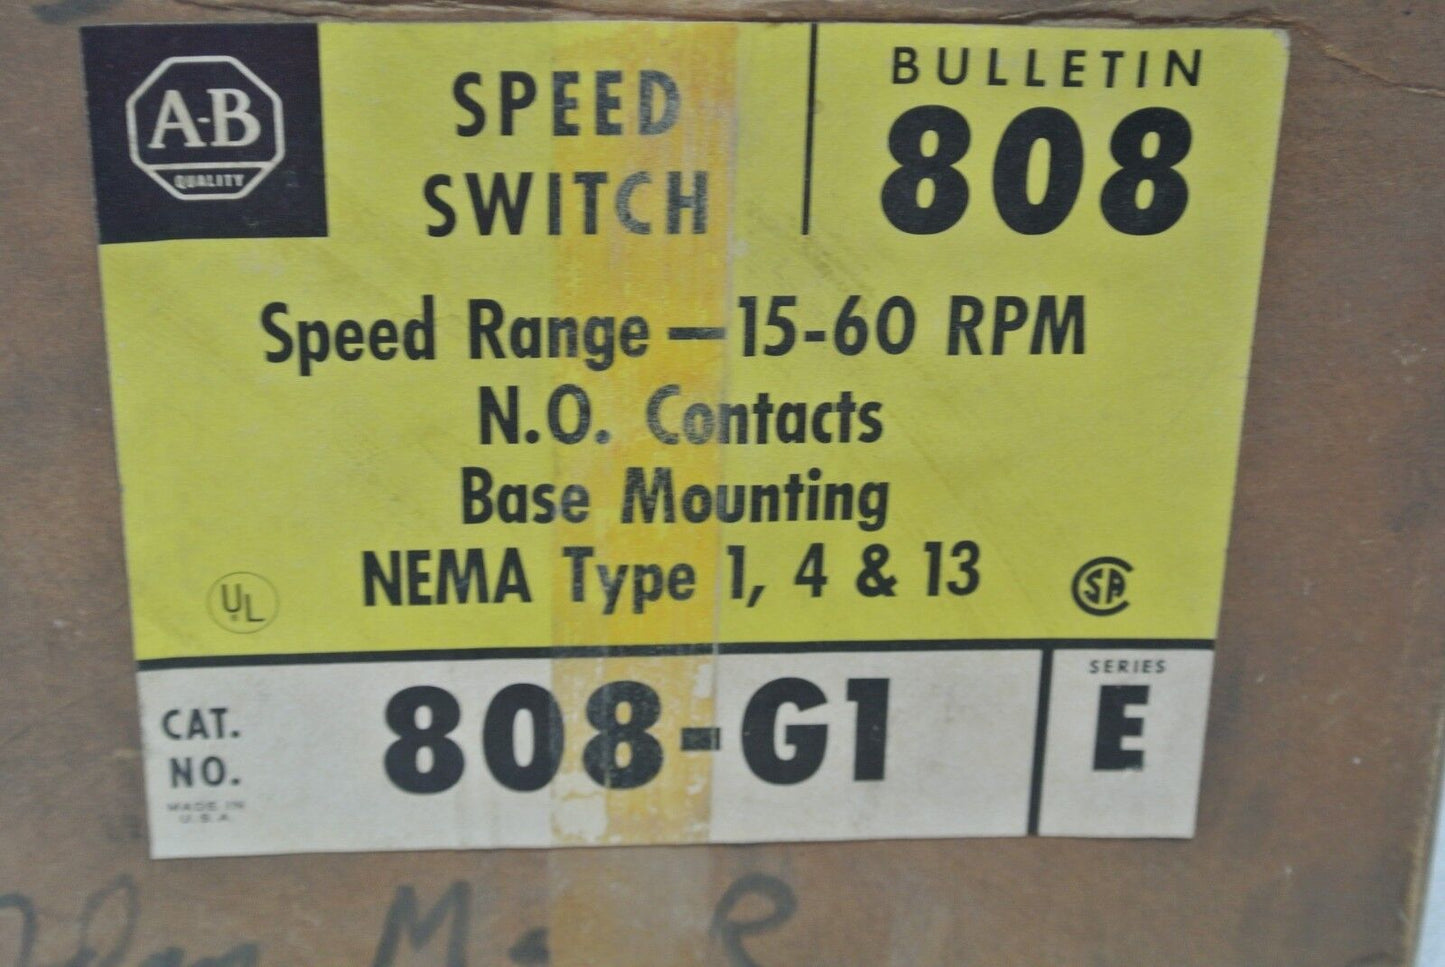 A-B
QUALITY
SPEED
SWITCH
BULLETIN
808
Speed Range — 15-60 RPM
N.O. Contacts
Base Mounting
NEMA Type 1, 4 & 13
UL
CSA
CAT.
NO.
MADE IN
U.S.A.
808-G1
SERIES
E